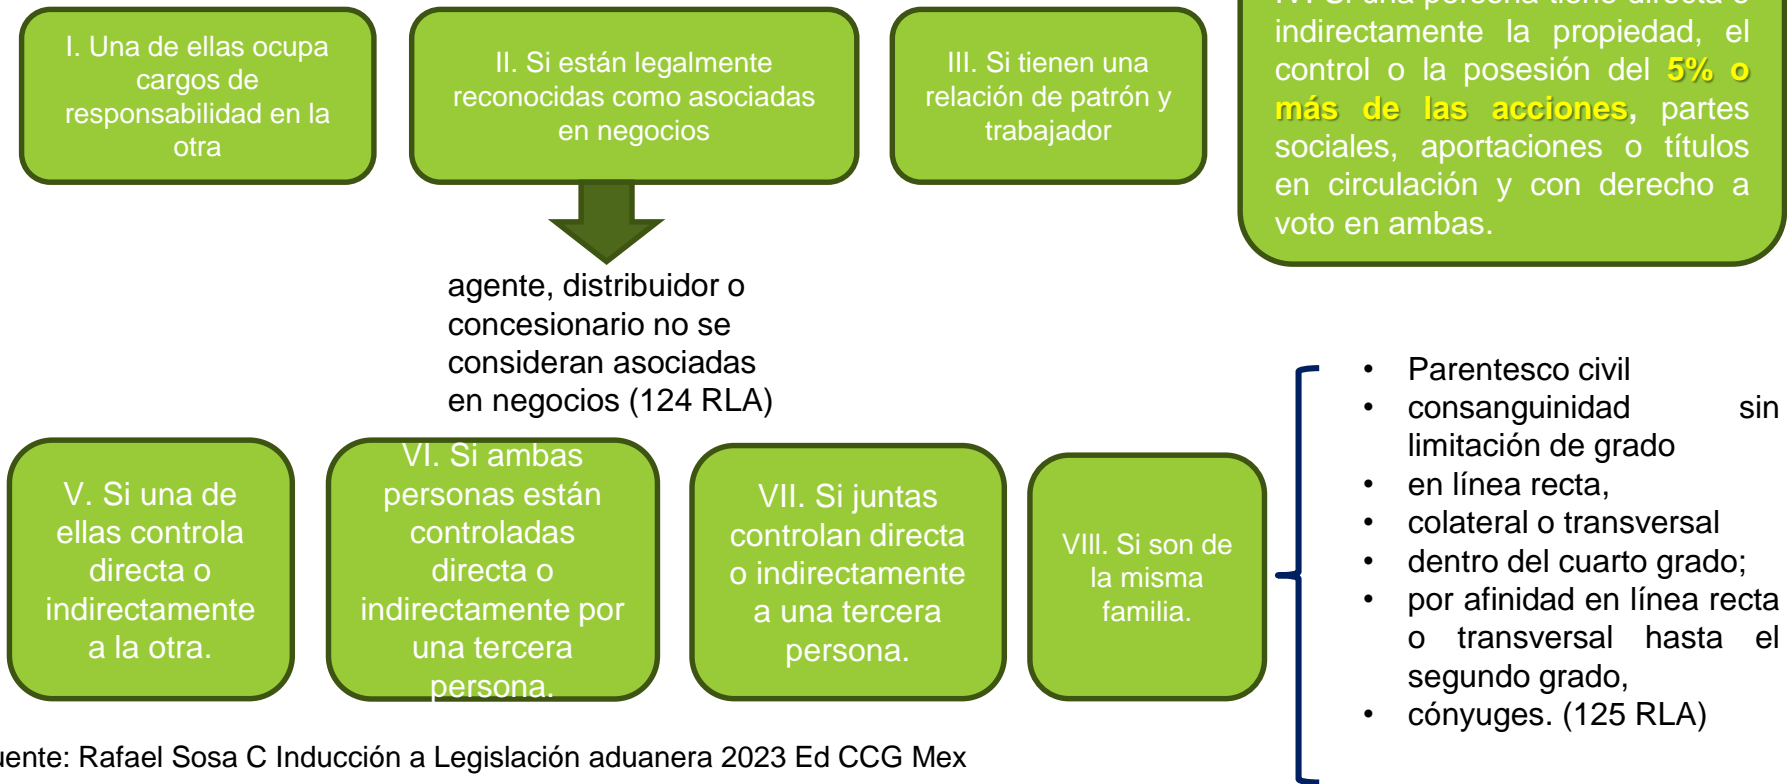 I. Una de ellas ocupa
cargos de
responsabilidad en la
otra
II. Si están legalmente
reconocidas como asociadas
en negocios
III. Si tienen una
relación de patrón y
trabajador
IV. Si una persona tiene directa o
indirectamente la propiedad, el
control o la posesión del 5% o
más de las acciones, partes
sociales, aportaciones o títulos
en circulación y con derecho a
voto en ambas.
agente, distribuidor o
concesionario no se
consideran asociadas
en negocios (124 RLA)
V. Si una de
ellas controla
directa o
indirectamente
a la otra.
VI. Si ambas
personas están
controladas
directa o
indirectamente por
una tercera
persona.
VII. Si juntas
controlan directa
o indirectamente
a una tercera
persona.
VIII. Si son de
la misma
familia.
• Parentesco civil
• consanguinidad sin
limitación de grado
• en línea recta,
• colateral o transversal
• dentro del cuarto grado;
• por afinidad en línea recta
o transversal hasta el
segundo grado,
• cónyuges. (125 RLA)
uente: Rafael Sosa C Inducción a Legislación aduanera 2023 Ed CCG Mex